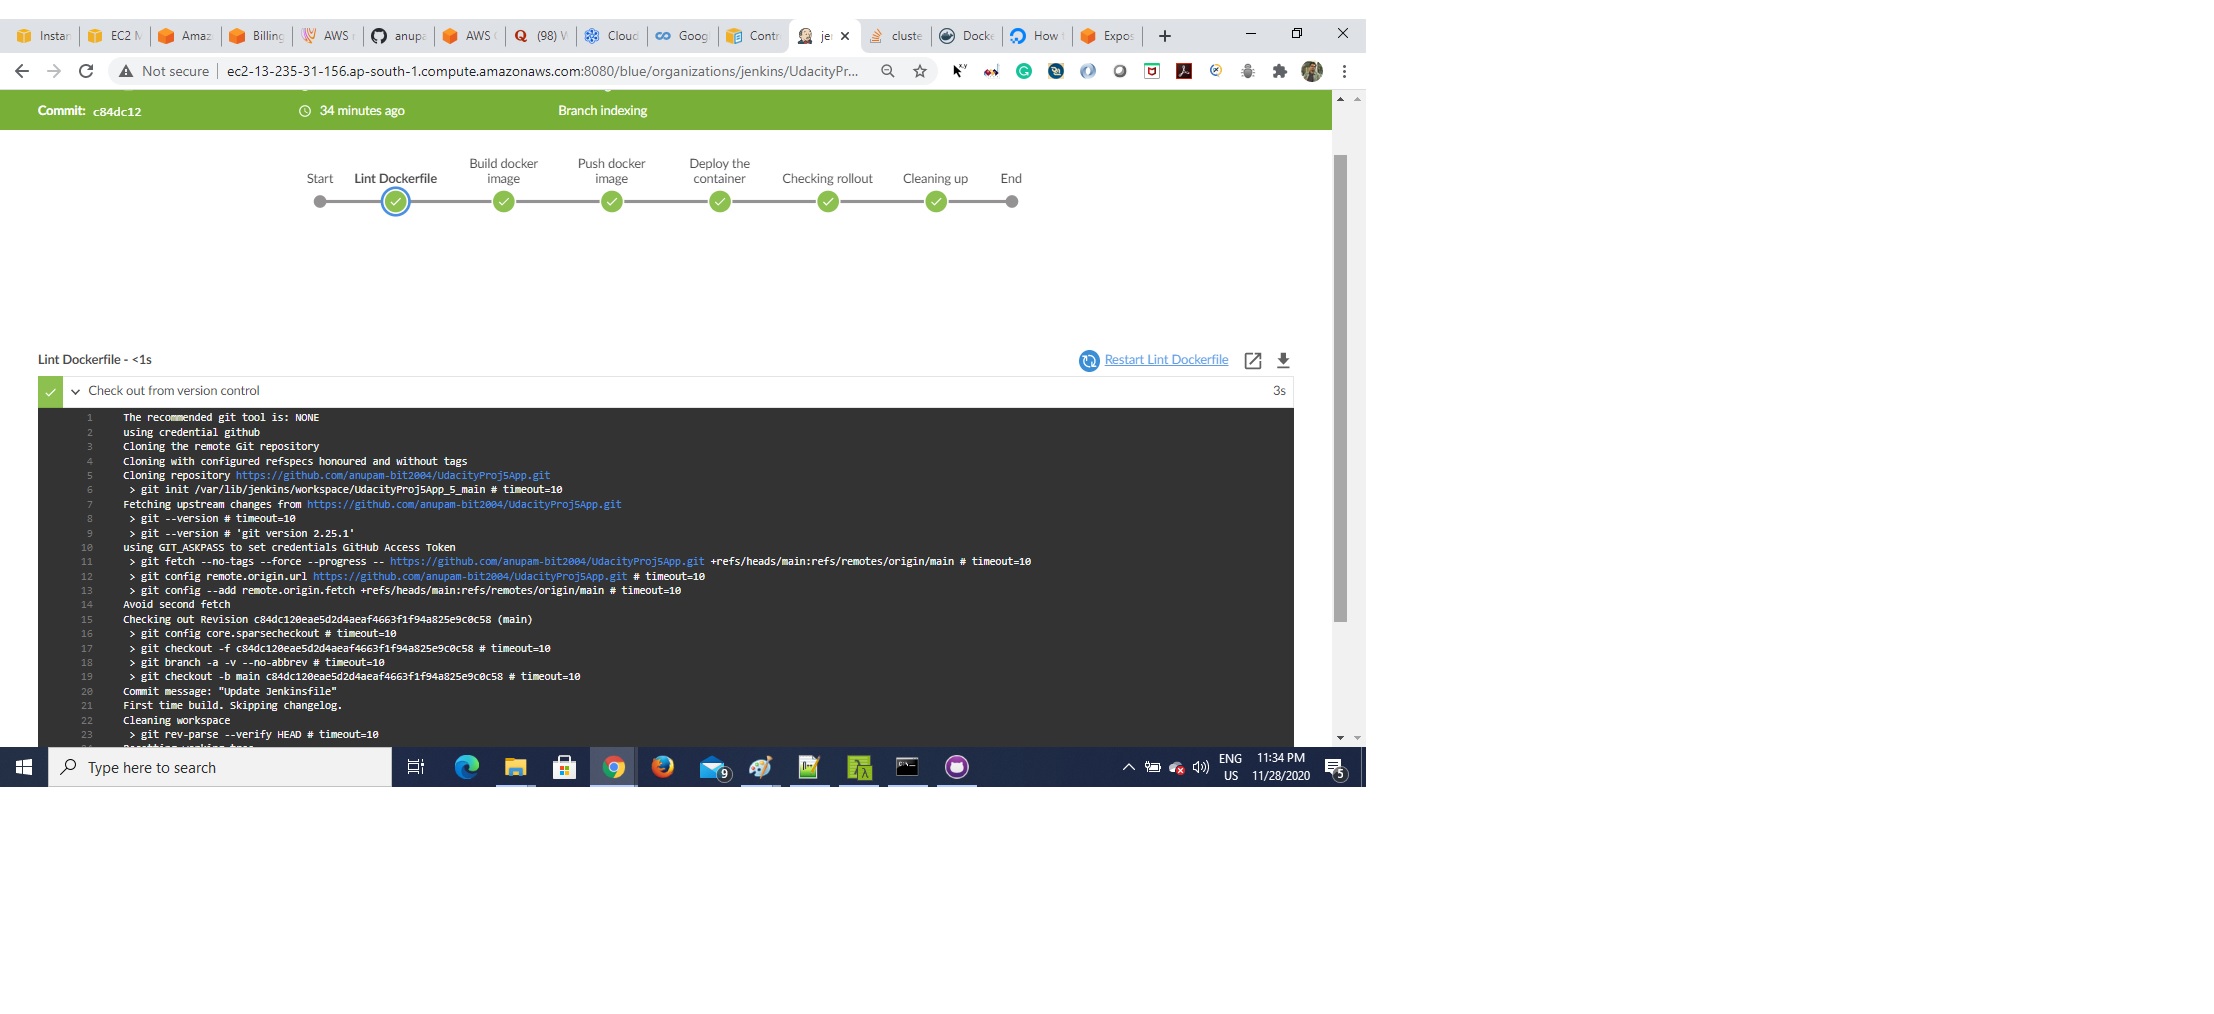 Instan EC2 M Amaz Billing AWS anupa AWS (98) Cloud Goog Contr je cluste Docke How Expos
Not secure ec2-13-235-31-156.ap-south-1.compute.amazonaws.com:8080/blue/organizations/jenkins/UdacityPr...
Commit: c84dc12 34 minutes ago Branch indexing
Start Lint Dockerfile Build docker image Push docker image Deploy the container Checking rollout Cleaning up End
Lint Dockerfile - <1s Restart Lint Dockerfile
Check out from version control 3s
1 The recommended git tool is: NONE
2 using credential github
3 Cloning the remote Git repository
4 Cloning with configured refspecs honoured and without tags
5 Cloning repository https://github.com/anupam-bit2004/UdacityProj5App.git
6 > git init /var/lib/jenkins/workspace/UdacityProj5App_5_main # timeout=10
7 Fetching upstream changes from https://github.com/anupam-bit2004/UdacityProj5App.git
8 > git --version # timeout=10
9 > git --version # 'git version 2.25.1'
10 using GIT_ASKPASS to set credentials GitHub Access Token
11 > git fetch --no-tags --force --progress -- https://github.com/anupam-bit2004/UdacityProj5App.git +refs/heads/main:refs/remotes/origin/main # timeout=10
12 > git config remote.origin.url https://github.com/anupam-bit2004/UdacityProj5App.git # timeout=10
13 > git config --add remote.origin.fetch +refs/heads/main:refs/remotes/origin/main # timeout=10
14 Avoid second fetch
15 Checking out Revision c84dc120eae5d2d4aeaf4663f1f94a825e9c0c58 (main)
16 > git config core.sparsecheckout # timeout=10
17 > git checkout -f c84dc120eae5d2d4aeaf4663f1f94a825e9c0c58 # timeout=10
18 > git branch -a -v --no-abbrev # timeout=10
19 > git checkout -b main c84dc120eae5d2d4aeaf4663f1f94a825e9c0c58 # timeout=10
20 Commit message: "Update Jenkinsfile"
21 First time build. Skipping changelog.
22 Cleaning workspace
23 > git rev-parse --verify HEAD # timeout=10
Type here to search 9 ENG 11:34 PM
US 11/28/2020 5